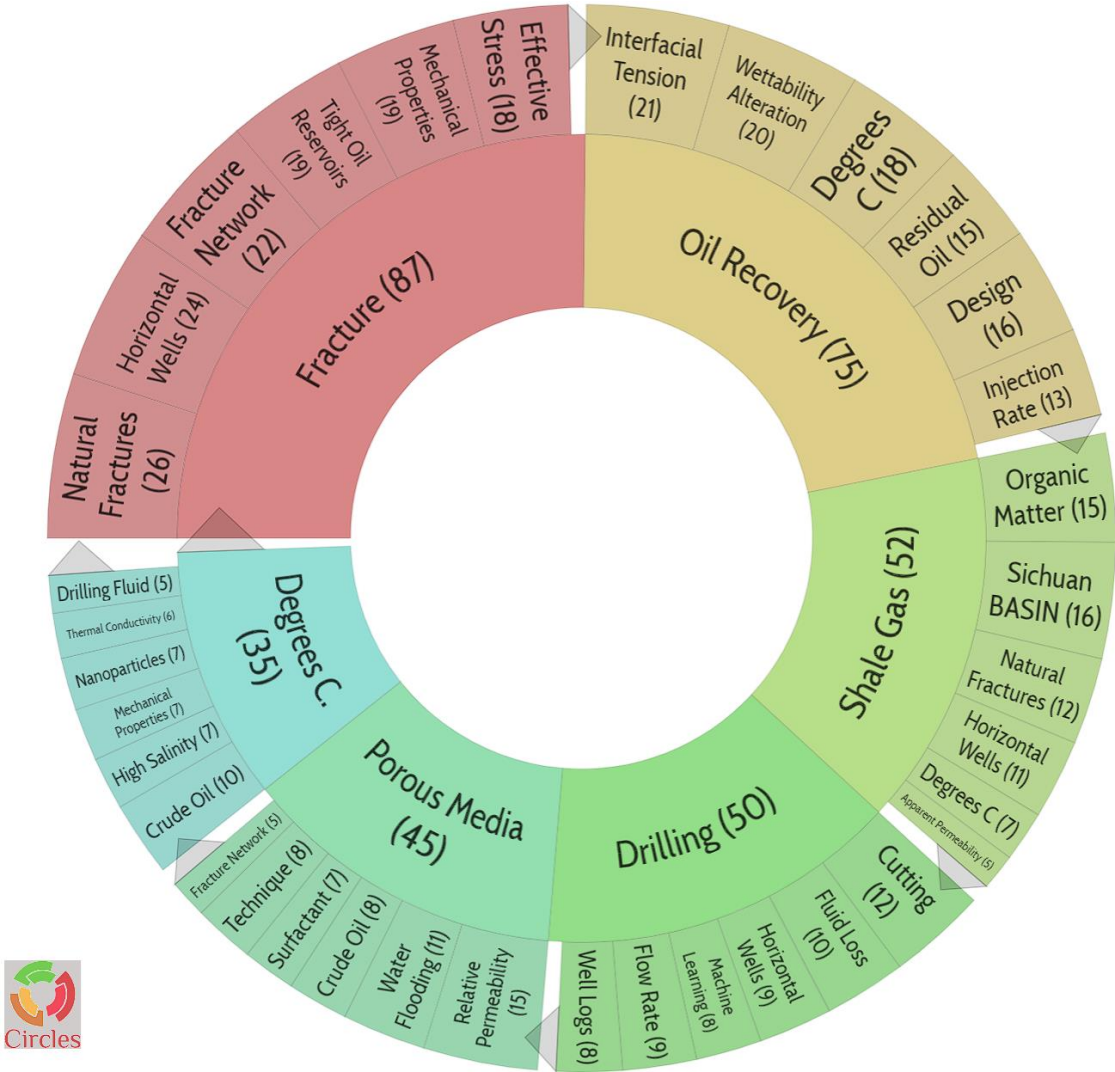 Fracture (87)
Natural
Fractures
(26)
Horizontal
Wells (24)
Fracture
Network
(22)
Tight Oil
Reservoirs
(19)
Mechanical
Properties
(19)
Effective
Stress (18)
Oil Recovery (75)
Interfacial
Tension
(21)
Wettability
Alteration
(20)
Degrees
C (18)
Residual
Oil (15)
Design
(16)
Injection
Rate (13)
Shale Gas (52)
Organic
Matter (15)
Sichuan
BASIN (16)
Natural
Fractures (12)
Horizontal
Wells (11)
Degrees C (7)
Apparent Permeability (5)
Drilling (50)
Cutting
(12)
Fluid Loss
(10)
Horizontal
Wells (9)
Machine
Learning (8)
Flow Rate (9)
Well Logs (8)
Porous Media
(45)
Relative
Permeability
(15)
Water
Flooding (11)
Crude Oil (8)
Surfactant (7)
Technique (8)
Fracture Network (5)
Degrees C.
(35)
Crude Oil (10)
High Salinity (7)
Mechanical
Properties (7)
Nanoparticles (7)
Thermal Conductivity (6)
Drilling Fluid (5)
Circles